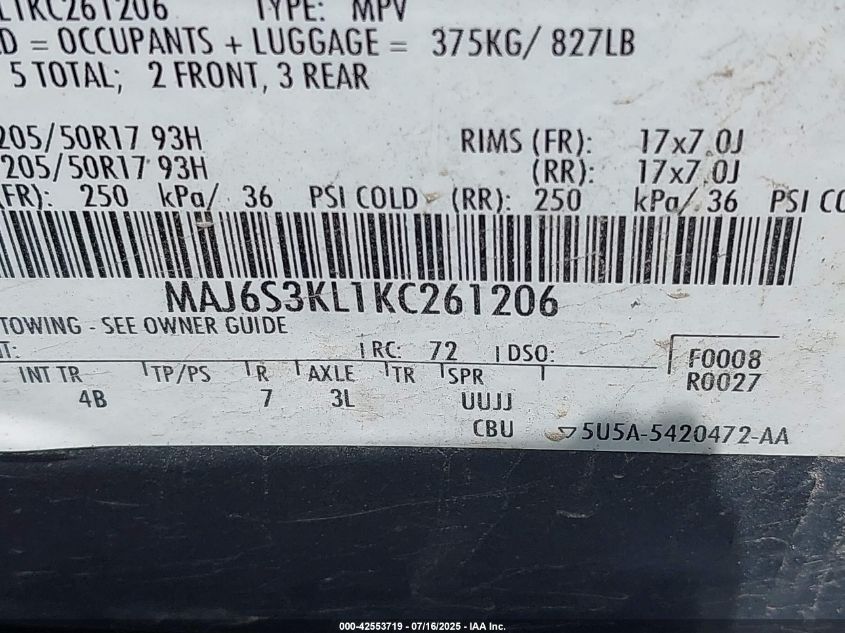 L1KC261206 TYPE: MPV
D = OCCUPANTS + LUGGAGE = 375KG/ 827LB
5 TOTAL; 2 FRONT, 3 REAR
205/50R17 93H RIMS (FR): 17x7.0J
205/50R17 93H (RR): 17x7.0J
(FR): 250 kPa/ 36 PSI COLD (RR): 250 kPa/ 36 PSI CO
MAJ6S3KL1KC261206
TOWING - SEE OWNER GUIDE
T: RC: 72 DSO: F0008
INT TR TP/PS R AXLE TR SPR R0027
4B 7 3L UUJJ
CBU 5U5A-5420472-AA
000-42553719 - 07/16/2025 - IAA Inc.